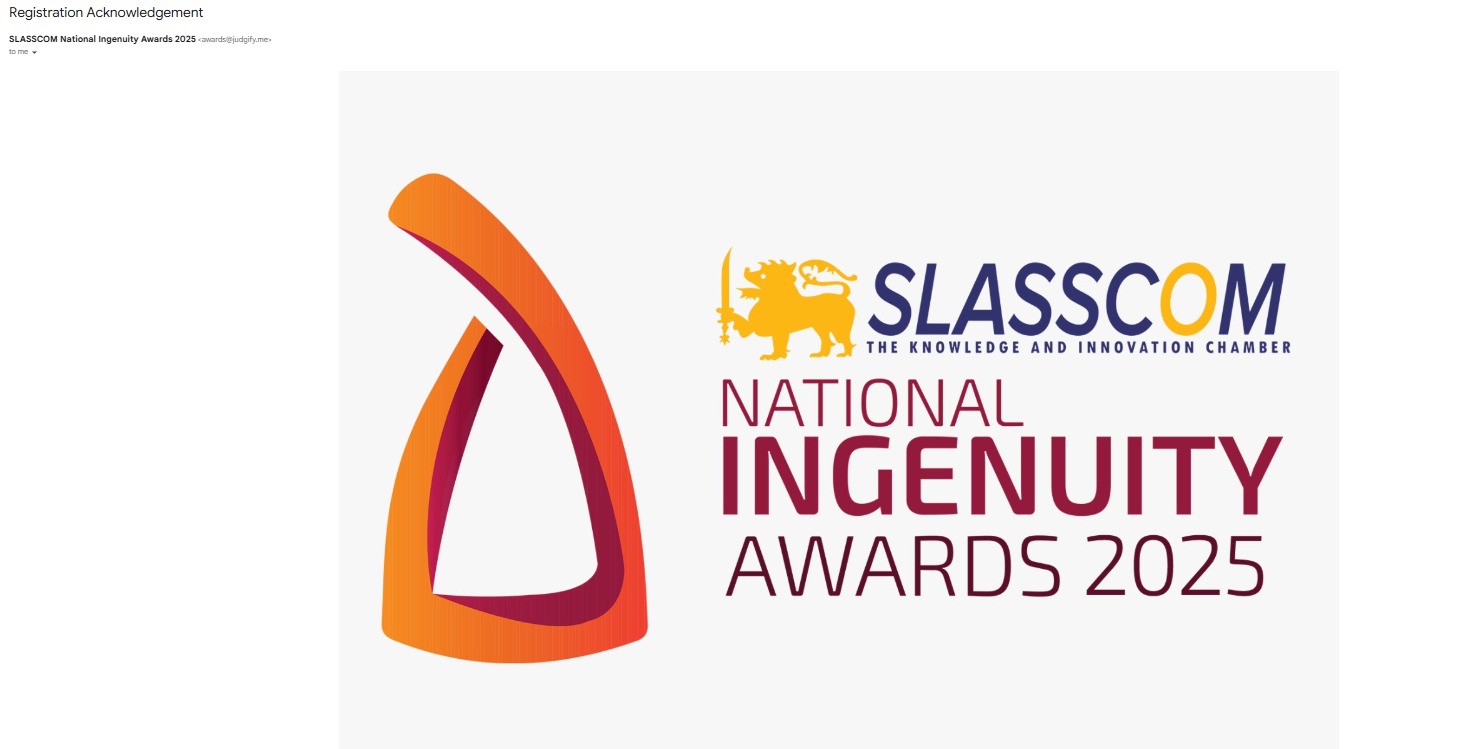 Registration Acknowledgement
SLASSCOM National Ingenuity Awards 2025 <awards@judgify.me>
to me
SLASSCOM
THE KNOWLEDGE AND INNOVATION CHAMBER
NATIONAL
INGENUITY
AWARDS 2025